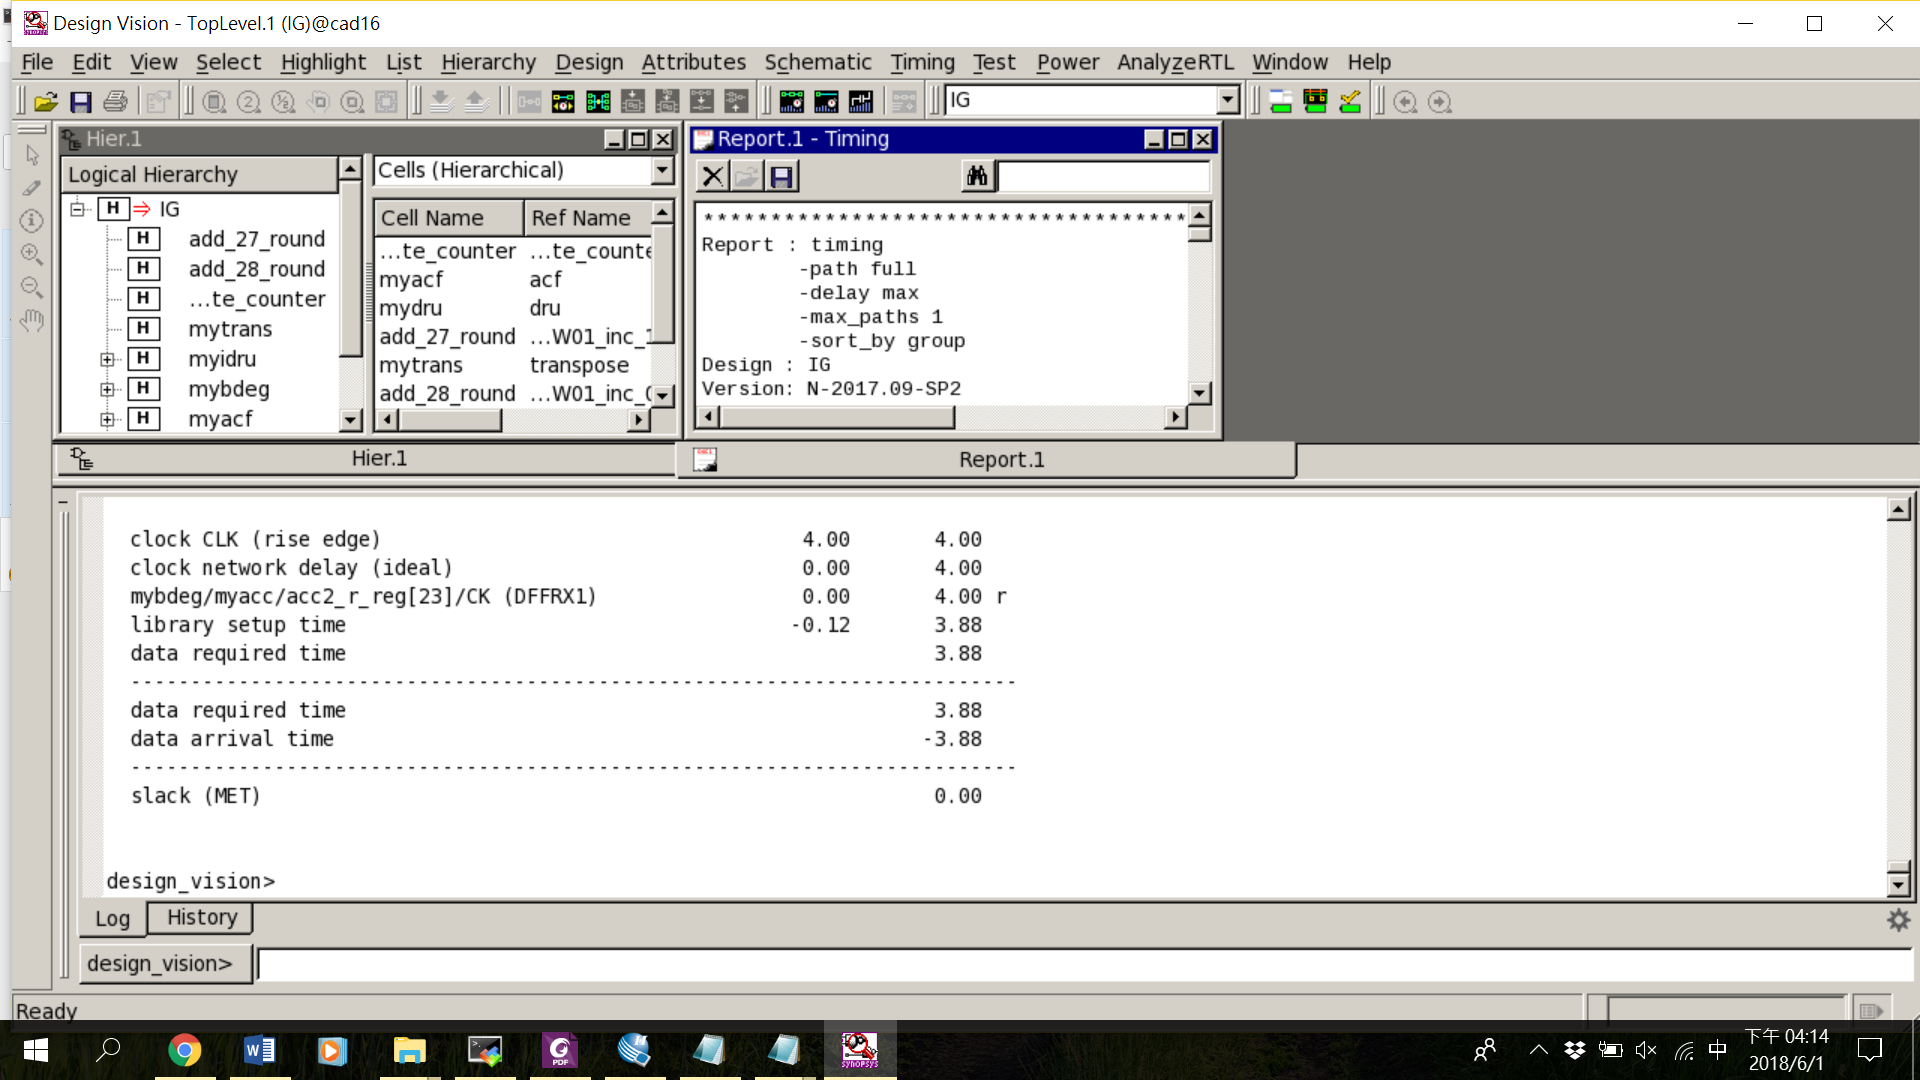 Design Vision - TopLevel.1 (IG)@cad16
File Edit View Select Highlight List Hierarchy Design Attributes Schematic Timing Test Power AnalyzeRTL Window Help
IG
Hier.1
Logical Hierarchy
IG
add_27_round
add_28_round
...te_counter
mytrans
myidru
mybdeg
myacf
Cells (Hierarchical)
Cell Name Ref Name
...te_counter ...te_counte
myacf acf
mydru dru
add_27_round ...W01_inc_1
mytrans transpose
add_28_round ...W01_inc_0
Report.1 - Timing
************************************
Report : timing
-path full
-delay max
-max_paths 1
-sort_by group
Design : IG
Version: N-2017.09-SP2
Hier.1
Report.1
clock CLK (rise edge) 4.00 4.00
clock network delay (ideal) 0.00 4.00
mybdeg/myacc/acc2_r_reg[23]/CK (DFFRX1) 0.00 4.00 r
library setup time -0.12 3.88
data required time 3.88
--------------------------------------------------------------------------
data required time 3.88
data arrival time -3.88
--------------------------------------------------------------------------
slack (MET) 0.00
design_vision>
Log History
design_vision>
Ready
PDF
SYNOPSYS
中
下午 04:14
2018/6/1